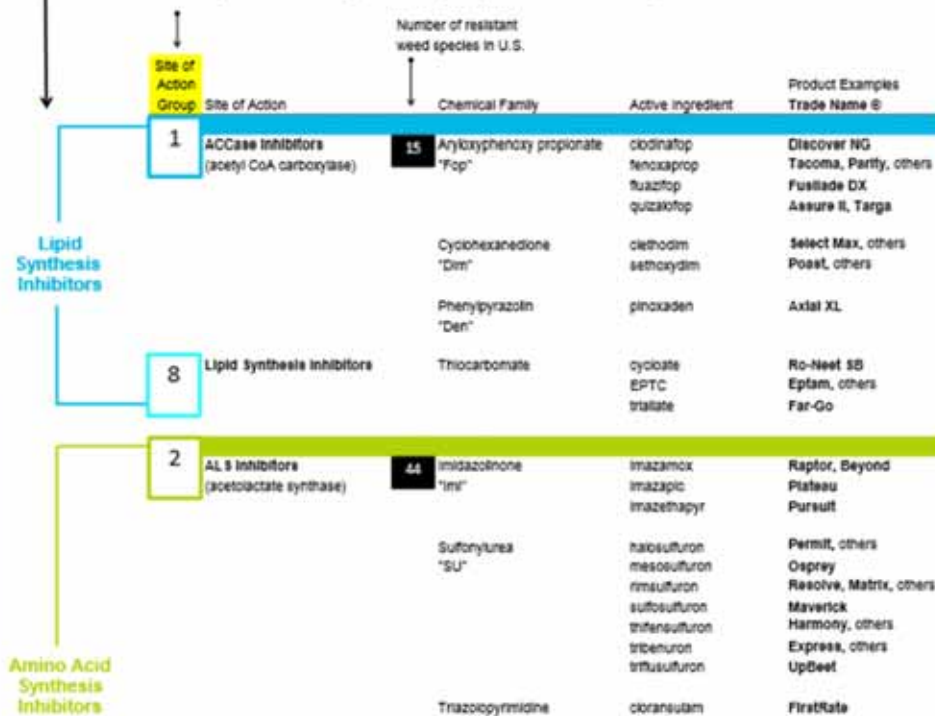 Number of resistant
weed species in U.S.
Site of
Action
Group Site of Action Chemical Family Active Ingredient Product Examples
Trade Name ®
1 ACCase Inhibitors 15 Aryloxyphenoxy propionate clodinafop Discover NG
(acetyl CoA carboxylase) "Fop" fenoxaprop Tacoma, Parity, others
fluazifop Fusilade DX
quizalofop Assure II, Targa
Lipid
Synthesis
Inhibitors
Cyclohexanedione clethodim Select Max, others
"Dim" sethoxydim Poast, others
Phenylpyrazolin pinoxaden Axial XL
"Den"
8 Lipid Synthesis Inhibitors Thiocarbomate cycloate Ro-Neet SB
EPTC Eptam, others
triallate Far-Go
2 ALS Inhibitors 44 Imidazolinone imazamox Raptor, Beyond
(acetolactate synthase) "Imi" imazapic Plateau
imazethapyr Pursuit
Sulfonylurea halosulfuron Permit, others
"SU" mesosulfuron Osprey
rimsulfuron Resolve, Matrix, others
sulfosulfuron Maverick
thifensulfuron Harmony, others
tribenuron Express, others
triflusulfuron UpBeet
Amino Acid
Synthesis
Inhibitors
Triazolopyrimidine cloransulam FirstRate